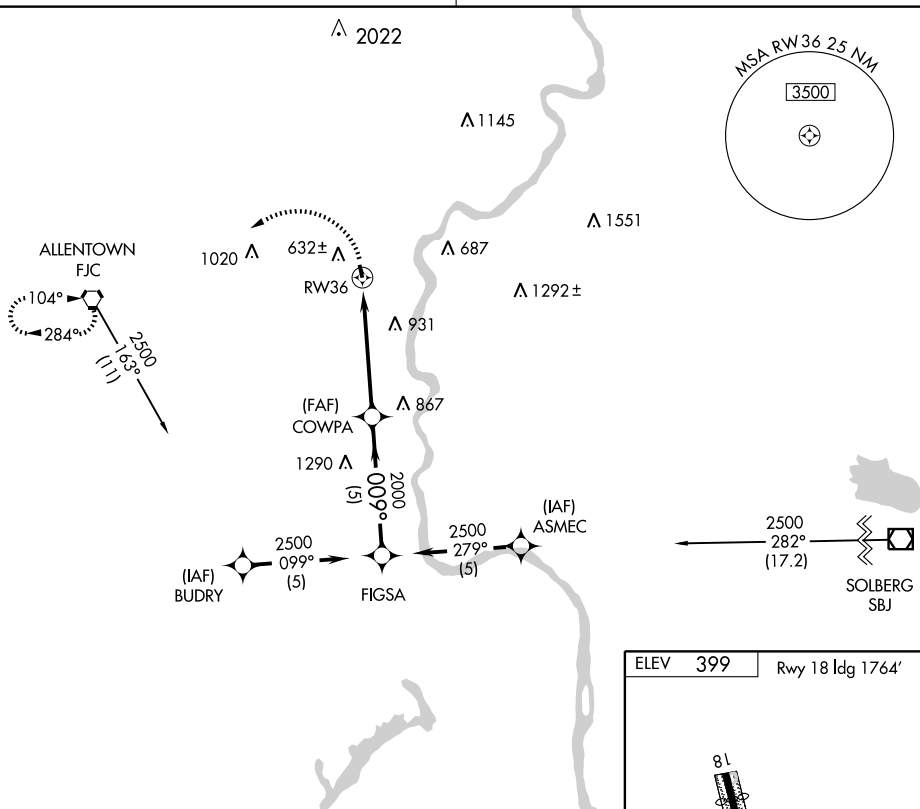 2022
MSA RW36 25 NM
3500
1145
1551
ALLENTOWN
FJC
1020
632±
687
RW36
1292±
104°
284°
2500
163°
(11)
931
(FAF)
COWPA
867
1290
2000
009°
(5)
(IAF)
ASMEC
2500
279°
(5)
2500
282°
(17.2)
(IAF)
BUDRY
2500
099°
(5)
FIGSA
SOLBERG
SBJ
ELEV 399
Rwy 18 ldg 1764'
18